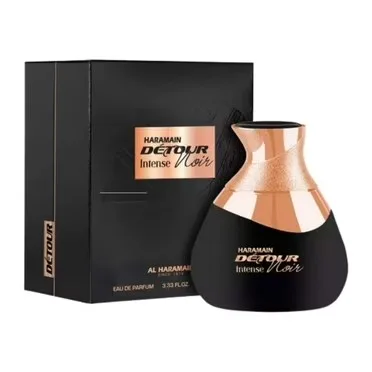 HARAMAIN
DÉTOUR
Intense Noir
AL HARAMAIN
EAU DE PARFUM 3.33 FL.OZ
DÉTOUR
HARAMAIN
DÉTOUR
Intense Noir